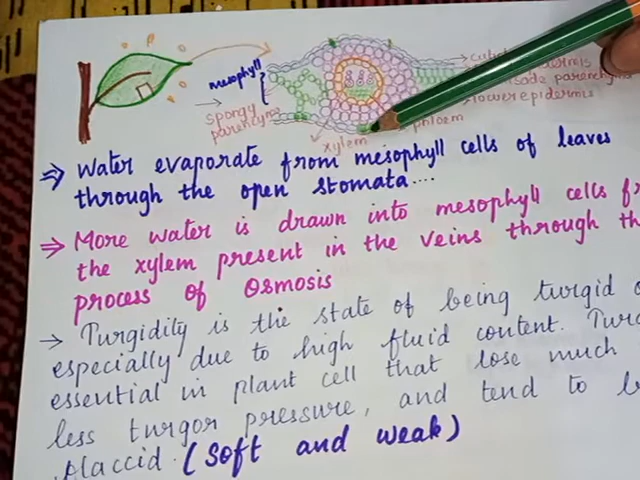 mesophyll
spongy
parenchyma
xylem
phloem
lower epidermis
⇒ Water evaporate from mesophyll cells of leaves
through the open stomata....
⇒ More water is drawn into mesophyll cells
the xylem present in the veins through
process of Osmosis
→ Turgidity is the state of being turgid
especially due to high fluid content.
essential in plant cell that lose much
less turgor pressure, and tend to
flaccid. (Soft and weak)